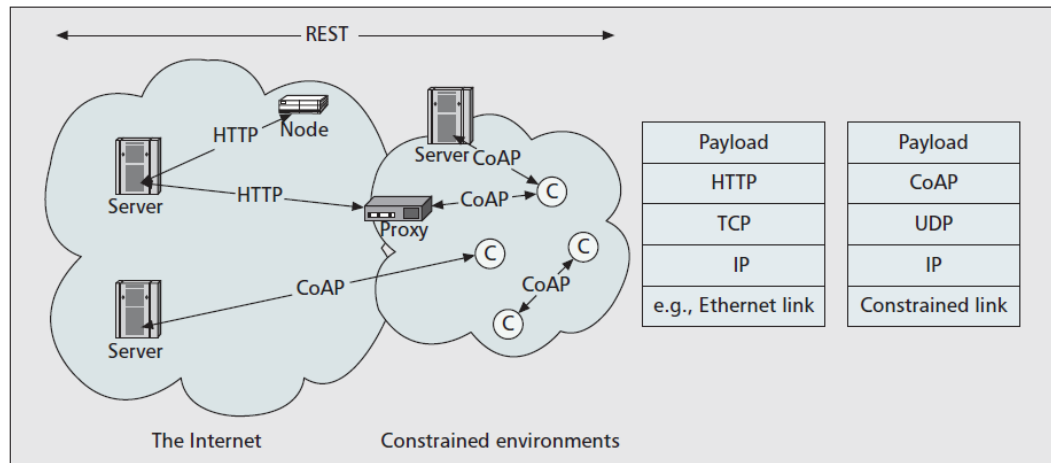 REST
HTTP
Node
Server
HTTP
Server
CoAP
Server
CoAP
C
Proxy
C
C
CoAP
CoAP
C
Server
The Internet
Constrained environments
Payload
HTTP
TCP
IP
e.g., Ethernet link
Payload
CoAP
UDP
IP
Constrained link